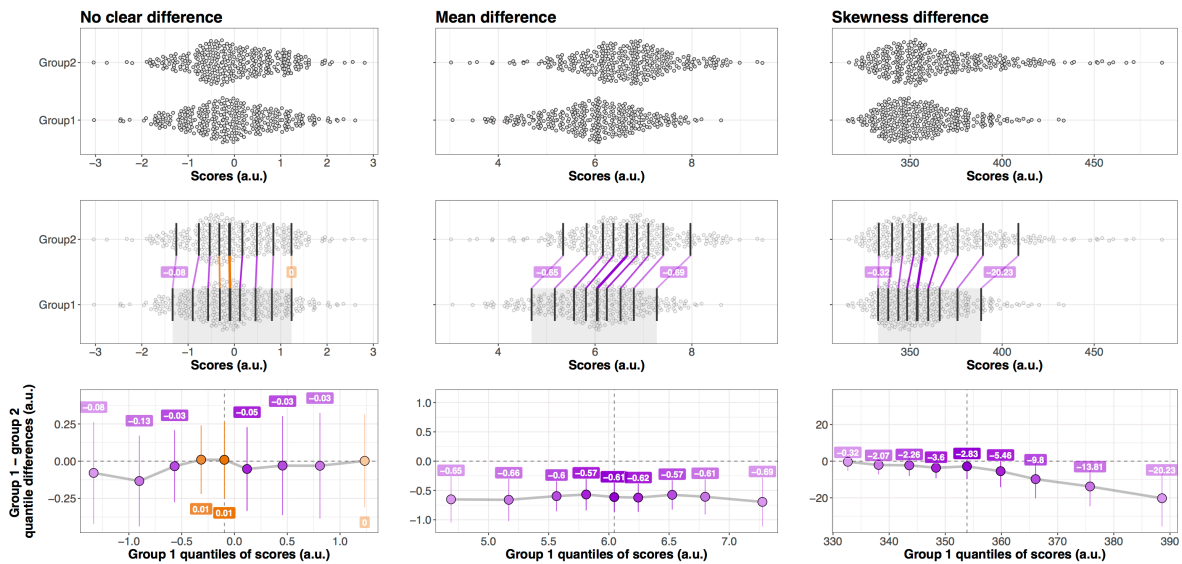 No clear difference
Mean difference
Skewness difference
Group2
Group1
−3 −2 −1 0 1 2 3
Scores (a.u.)
4 6 8
Scores (a.u.)
350 400 450
Scores (a.u.)
Group2
−0.08 0
Group1
−3 −2 −1 0 1 2 3
Scores (a.u.)
−0.65 −0.69
4 6 8
Scores (a.u.)
−0.32 −20.23
350 400 450
Scores (a.u.)
Group 1 − group 2
quantile differences (a.u.)
0.25
0.00
−0.25
−0.08 −0.13 −0.03 0.01 0.01 −0.05 −0.03 −0.03 0
−1.0 −0.5 0.0 0.5 1.0
Group 1 quantiles of scores (a.u.)
1.0
0.5
0.0
−0.5
−1.0
−0.65 −0.66 −0.6 −0.57 −0.61 −0.62 −0.57 −0.61 −0.69
5.0 5.5 6.0 6.5 7.0
Group 1 quantiles of scores (a.u.)
20
0
−20
−0.32 −2.07 −2.26 −3.6 −2.83 −5.46 −9.8 −13.81 −20.23
330 340 350 360 370 380 390
Group 1 quantiles of scores (a.u.)